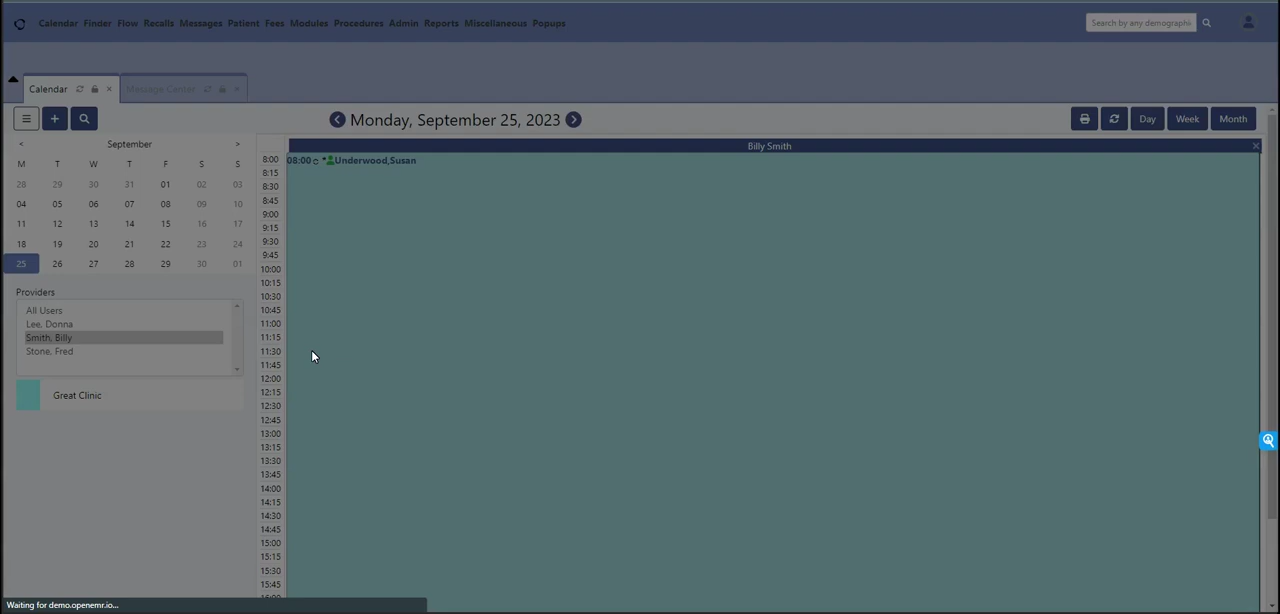 Calendar Finder Flow Recalls Messages Patient Fees Modules Procedures Admin Reports Miscellaneous Popups
Search by any demographi
Calendar
Message Center
Monday, September 25, 2023
Day Week Month
< September >
M T W T F S S
28 29 30 31 01 02 03
04 05 06 07 08 09 10
11 12 13 14 15 16 17
18 19 20 21 22 23 24
25 26 27 28 29 30 01
Providers
All Users
Lee, Donna
Smith, Billy
Stone, Fred
Great Clinic
Billy Smith
8:00 08:00 *Underwood,Susan
8:15
8:30
8:45
9:00
9:15
9:30
9:45
10:00
10:15
10:30
10:45
11:00
11:15
11:30
11:45
12:00
12:15
12:30
12:45
13:00
13:15
13:30
13:45
14:00
14:15
14:30
14:45
15:00
15:15
15:30
15:45
16:00
Waiting for demo.openemr.io...